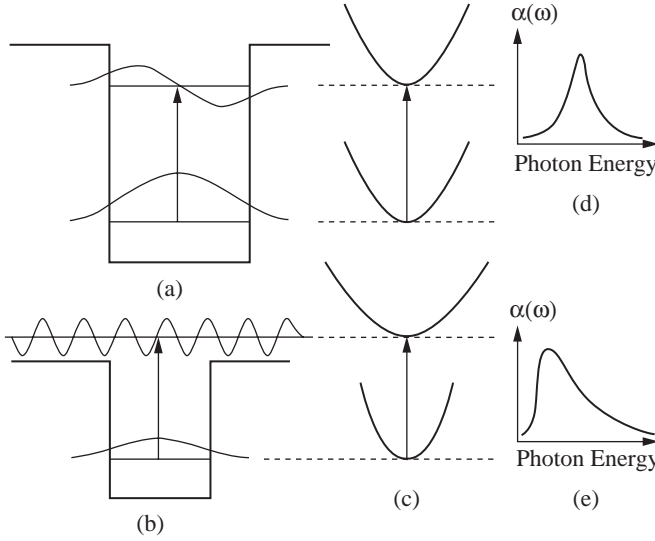 α(ω)
Photon Energy
(d)
(a)
α(ω)
Photon Energy
(b)
(c)
(e)